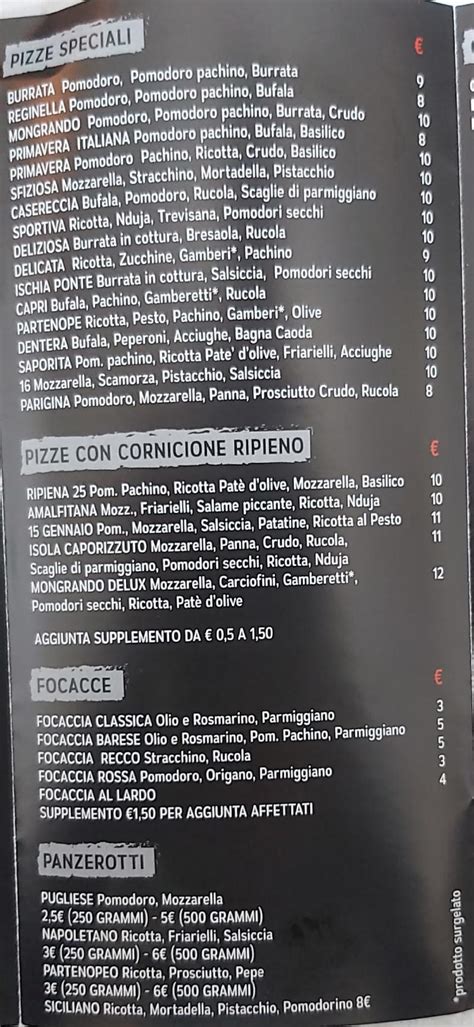 PIZZE SPECIALI €
BURRATA Pomodoro, Pomodoro pachino, Burrata 9
REGINELLA Pomodoro, Pomodoro pachino, Bufala 8
MONGRANDO Pomodoro, Pomodoro pachino, Burrata, Crudo 10
PRIMAVERA ITALIANA Pomodoro pachino, Bufala, Basilico 8
PRIMAVERA Pomodoro Pachino, Ricotta, Crudo, Basilico 10
SFIZIOSA Mozzarella, Stracchino, Mortadella, Pistacchio 10
CASERECCIA Bufala, Pomodoro, Rucola, Scaglie di parmiggiano 10
SPORTIVA Ricotta, Nduja, Trevisana, Pomodori secchi 10
DELIZIOSA Burrata in cottura, Bresaola, Rucola 10
DELICATA Ricotta, Zucchine, Gamberi*, Pachino 9
ISCHIA PONTE Burrata in cottura, Salsiccia, Pomodori secchi 10
CAPRI Bufala, Pachino, Gamberetti*, Rucola 10
PARTENOPE Ricotta, Pesto, Pachino, Gamberi*, Olive 10
DENTERA Bufala, Peperoni, Acciughe, Bagna Caoda 10
SAPORITA Pom. pachino, Ricotta Pate' d'olive, Friarielli, Acciughe 10
16 Mozzarella, Scamorza, Pistacchio, Salsiccia 10
PARIGINA Pomodoro, Mozzarella, Panna, Prosciutto Crudo, Rucola 8
PIZZE CON CORNICIONE RIPIENO €
RIPIENA 25 Pom. Pachino, Ricotta Patè d'olive, Mozzarella, Basilico 10
AMALFITANA Mozz., Friarielli, Salame piccante, Ricotta, Nduja 10
15 GENNAIO Pom., Mozzarella, Salsiccia, Patatine, Ricotta al Pesto 11
ISOLA CAPORIZZUTO Mozzarella, Panna, Crudo, Rucola, 11
Scaglie di parmigiano, Pomodori secchi, Ricotta, Nduja
MONGRANDO DELUX Mozzarella, Carciofini, Gamberetti*, 12
Pomodori secchi, Ricotta, Patè d'olive
AGGIUNTA SUPPLEMENTO DA € 0,5 A 1,50
FOCACCE €
FOCACCIA CLASSICA Olio e Rosmarino, Parmiggiano 3
FOCACCIA BARESE Olio e Rosmarino, Pom. Pachino, Parmiggiano 5
FOCACCIA RECCO Stracchino, Rucola 5
FOCACCIA ROSSA Pomodoro, Origano, Parmiggiano 3
FOCACCIA AL LARDO 4
SUPPLEMENTO €1,50 PER AGGIUNTA AFFETTATI
PANZEROTTI
PUGLIESE Pomodoro, Mozzarella
2,5€ (250 GRAMMI) - 5€ (500 GRAMMI)
NAPOLETANO Ricotta, Friarielli, Salsiccia
3€ (250 GRAMMI) - 6€ (500 GRAMMI)
PARTENOPEO Ricotta, Prosciutto, Pepe
3€ (250 GRAMMI) - 6€ (500 GRAMMI)
SICILIANO Ricotta, Mortadella, Pistacchio, Pomodorino 8€
*prodotto surgelato